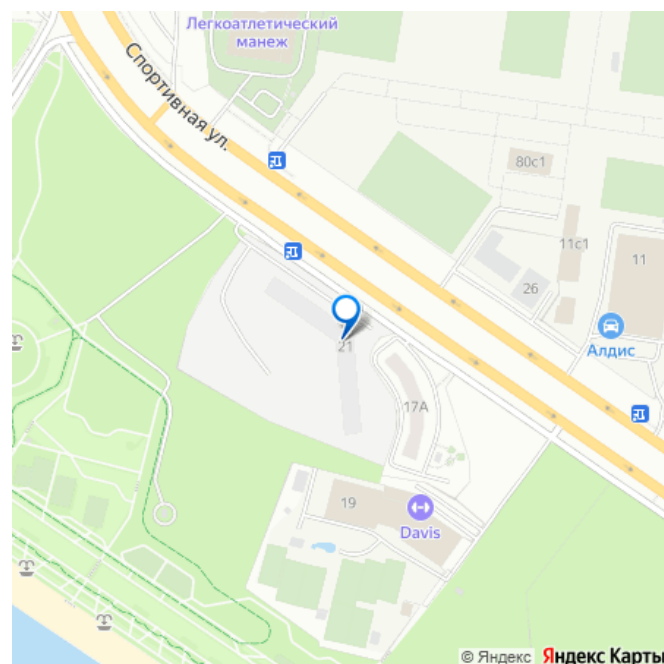 Легкоатлетический
манеж
Спортивная ул.
80с1
11с1
11
26
Алдис
21
17А
19
Davis
© Яндекс Яндекс Карты